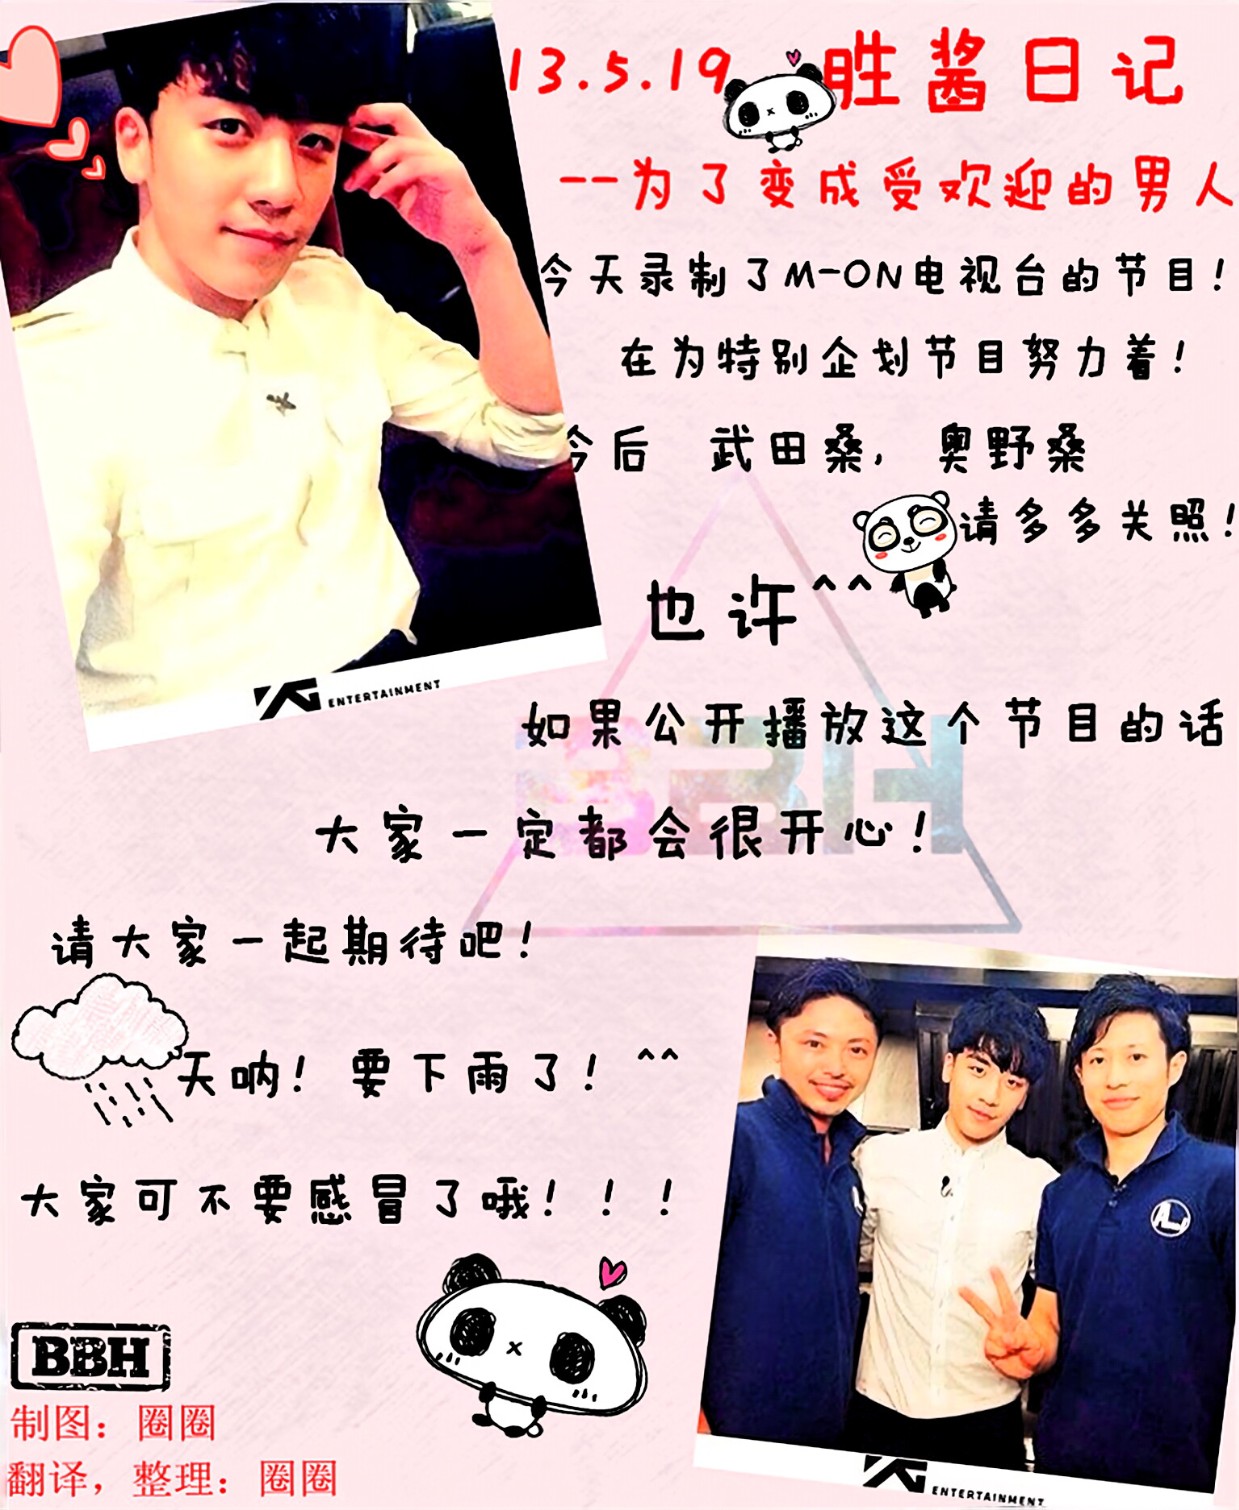 13.5.19 胜酱日记
--为了变成受欢迎的男人
今天录制了M-ON电视台的节目!
在为特别企划节目努力着!
今后 武田桑, 奥野桑
请多多关照!
也许^^
如果公开播放这个节目的话
大家一定都会很开心!
请大家一起期待吧!
天呐! 要下雨了! ^^
大家可不要感冒了哦! ! !
YG ENTERTAINMENT
BBH
BBH
制图: 圈圈
翻译, 整理: 圈圈
YG ENTERTAINMENT